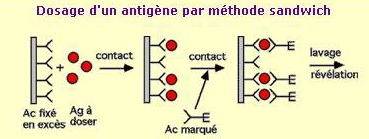 Dosage d'un antigène par méthode sandwich
contact
contact
lavage
révélation
+
Ac fixé
en excès
Ag à
doser
Ac marqué